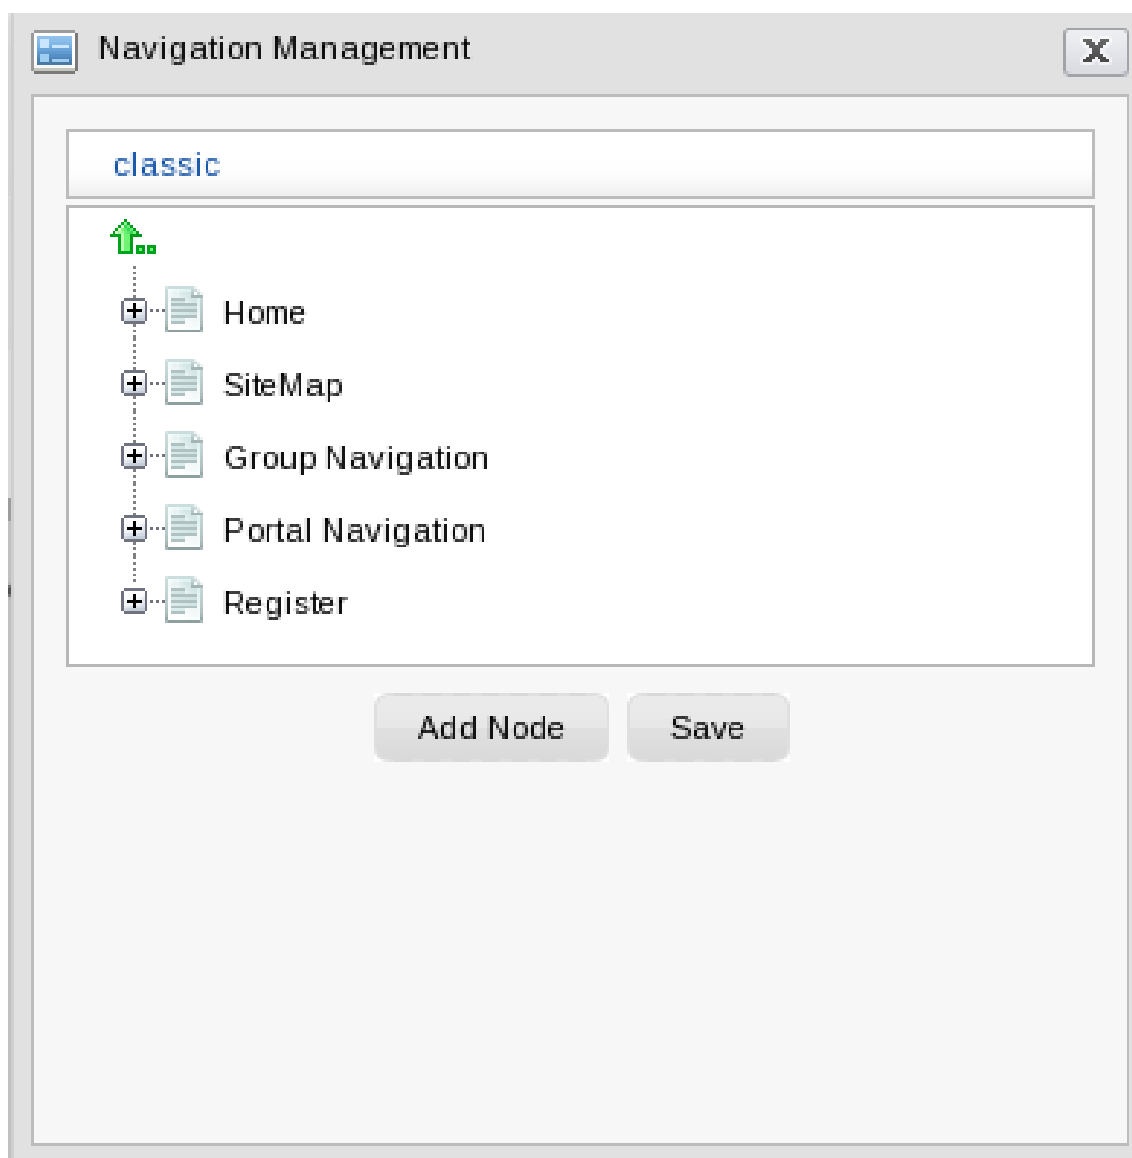 Navigation Management
classic
Home
SiteMap
Group Navigation
Portal Navigation
Register
Add Node Save